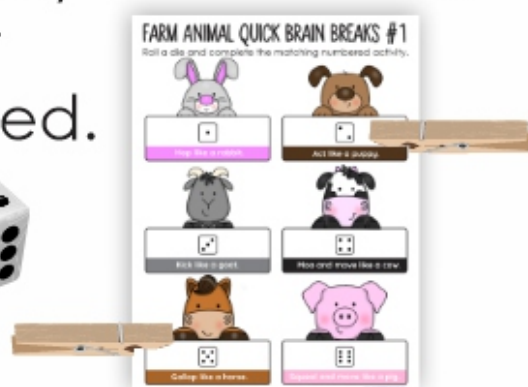 ed.
FARM ANIMAL QUICK BRAIN BREAKS #1
Roll a die and complete the matching numbered activity.
Hop like a rabbit.
Act like a puppy.
Kick like a goat.
Moo and move like a cow.
Gallop like a horse.
Squeal and move like a pig.